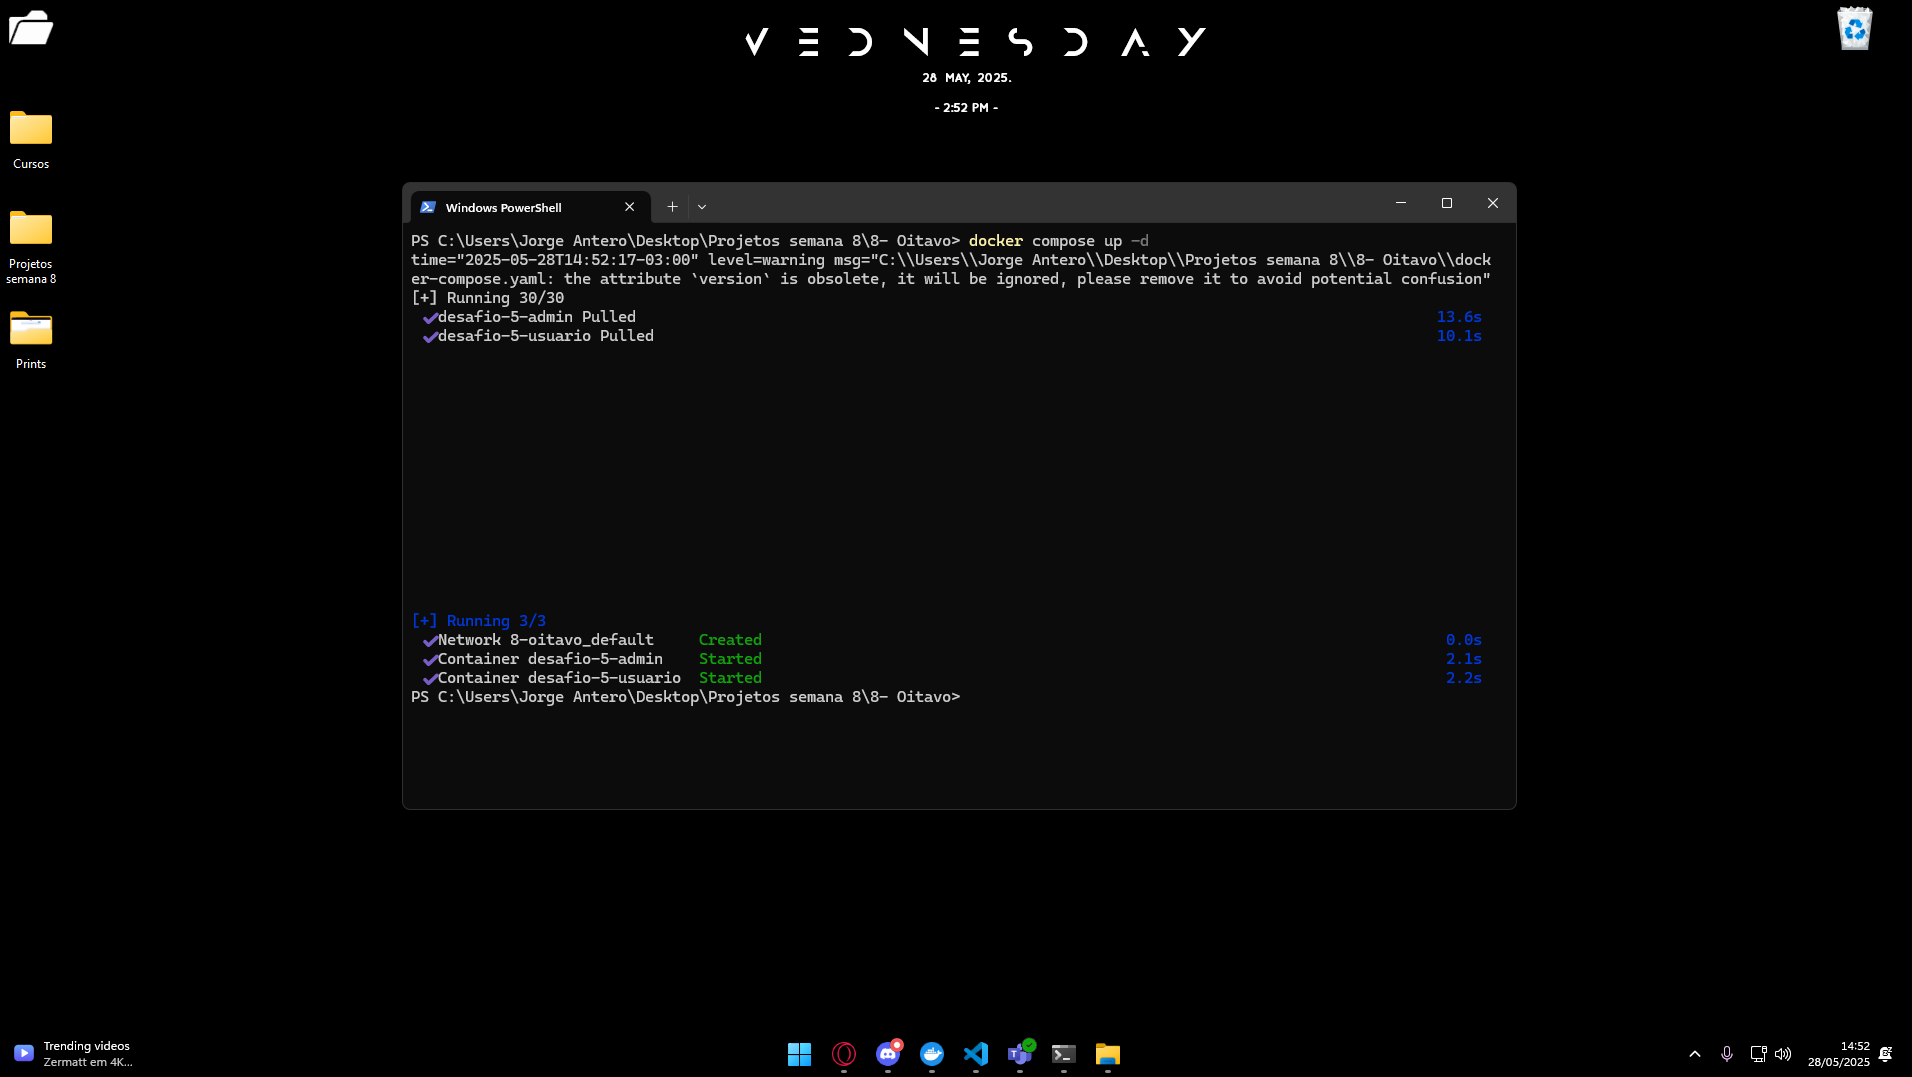 VEDNESDAY
28 MAY, 2025.
- 2:52 PM -
Cursos
Projetos
semana 8
Prints
Windows PowerShell
PS C:\Users\Jorge Antero\Desktop\Projetos semana 8\8- Oitavo> docker compose up -d
time="2025-05-28T14:52:17-03:00" level=warning msg="C:\\Users\\Jorge Antero\\Desktop\\Projetos semana 8\\8- Oitavo\\dock
er-compose.yaml: the attribute `version` is obsolete, it will be ignored, please remove it to avoid potential confusion"
[+] Running 30/30
✔desafio-5-admin Pulled 13.6s
✔desafio-5-usuario Pulled 10.1s
[+] Running 3/3
✔Network 8-oitavo_default Created 0.0s
✔Container desafio-5-admin Started 2.1s
✔Container desafio-5-usuario Started 2.2s
PS C:\Users\Jorge Antero\Desktop\Projetos semana 8\8- Oitavo>
Trending videos
Zermatt em 4K...
14:52
28/05/2025